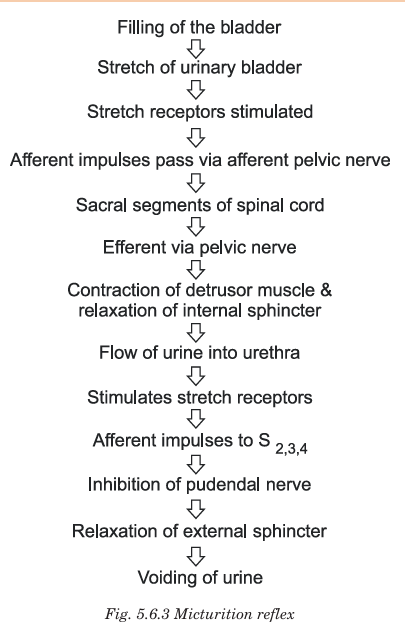 Filling of the bladder
Stretch of urinary bladder
Stretch receptors stimulated
Afferent impulses pass via afferent pelvic nerve
Sacral segments of spinal cord
Efferent via pelvic nerve
Contraction of detrusor muscle &
relaxation of internal sphincter
Flow of urine into urethra
Stimulates stretch receptors
Afferent impulses to S 2,3,4
Inhibition of pudendal nerve
Relaxation of external sphincter
Voiding of urine
Fig. 5.6.3 Micturition reflex